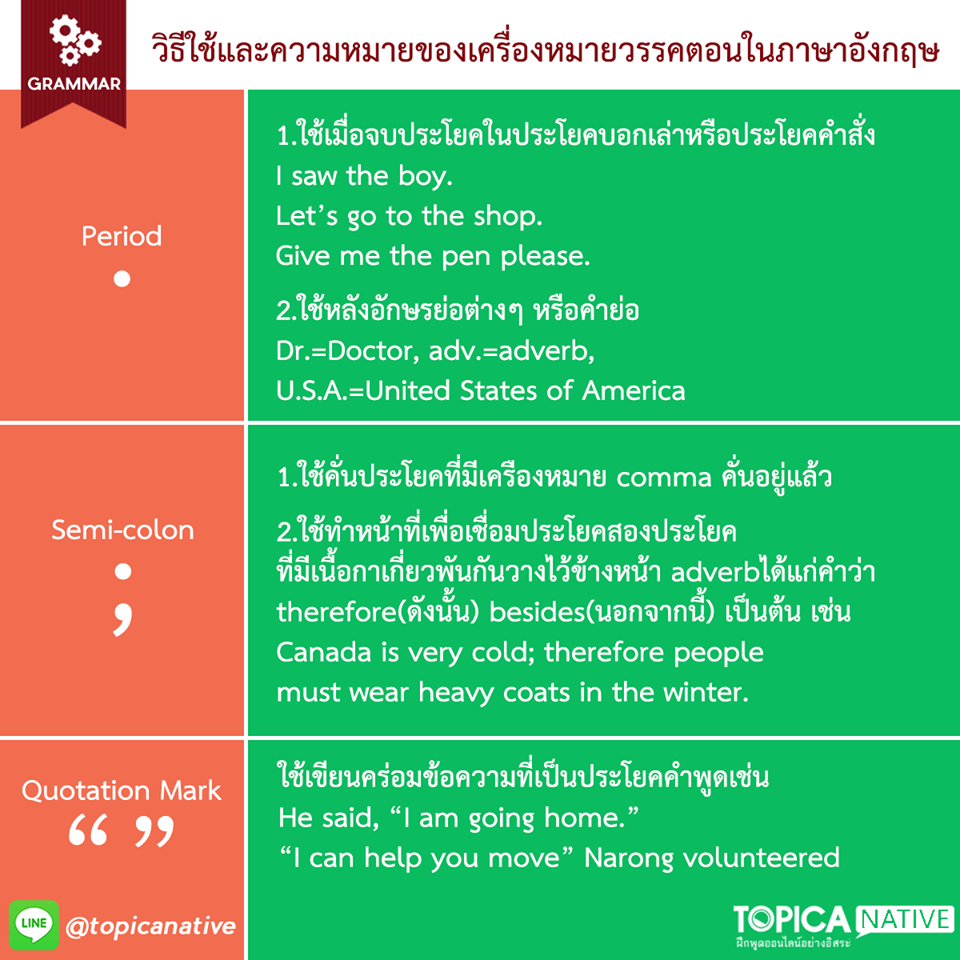 GRAMMAR
วิธีใช้และความหมายของเครื่องหมายวรรคตอนในภาษาอังกฤษ
Period
.
1.ใช้เมื่อจบประโยคในประโยคบอกเล่าหรือประโยคคำสั่ง
I saw the boy.
Let’s go to the shop.
Give me the pen please.
2.ใช้หลังอักษรย่อต่างๆ หรือคำย่อ
Dr.=Doctor, adv.=adverb,
U.S.A.=United States of America
Semi-colon
;
1.ใช้คั่นประโยคที่มีเครืองหมาย comma คั่นอยู่แล้ว
2.ใช้ทำหน้าที่เพื่อเชื่อมประโยคสองประโยค
ที่มีเนื้อกาเกี่ยวพันกันวางไว้ข้างหน้า adverbได้แก่คำว่า
therefore(ดังนั้น) besides(นอกจากนี้) เป็นต้น เช่น
Canada is very cold; therefore people
must wear heavy coats in the winter.
Quotation Mark
“ ”
ใช้เขียนคร่อมข้อความที่เป็นประโยคคำพูดเช่น
He said, “I am going home.”
“I can help you move” Narong volunteered
LINE @topicanative
TOPICA NATIVE
ฝึกพูดออนไลน์อย่างอิสระ